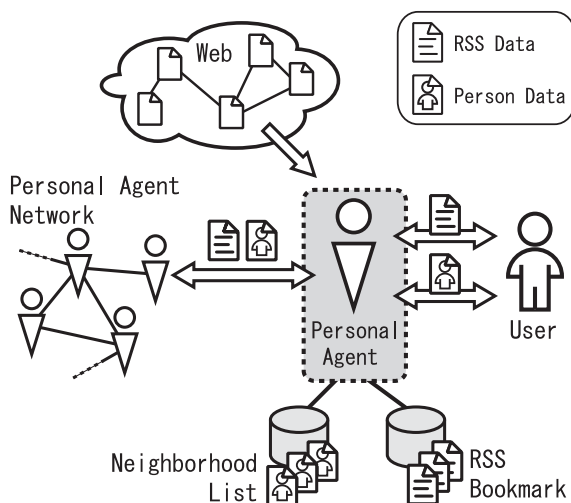 Web
RSS Data
Person Data
Personal Agent
Network
Personal
Agent
User
Neighborhood
List
RSS
Bookmark